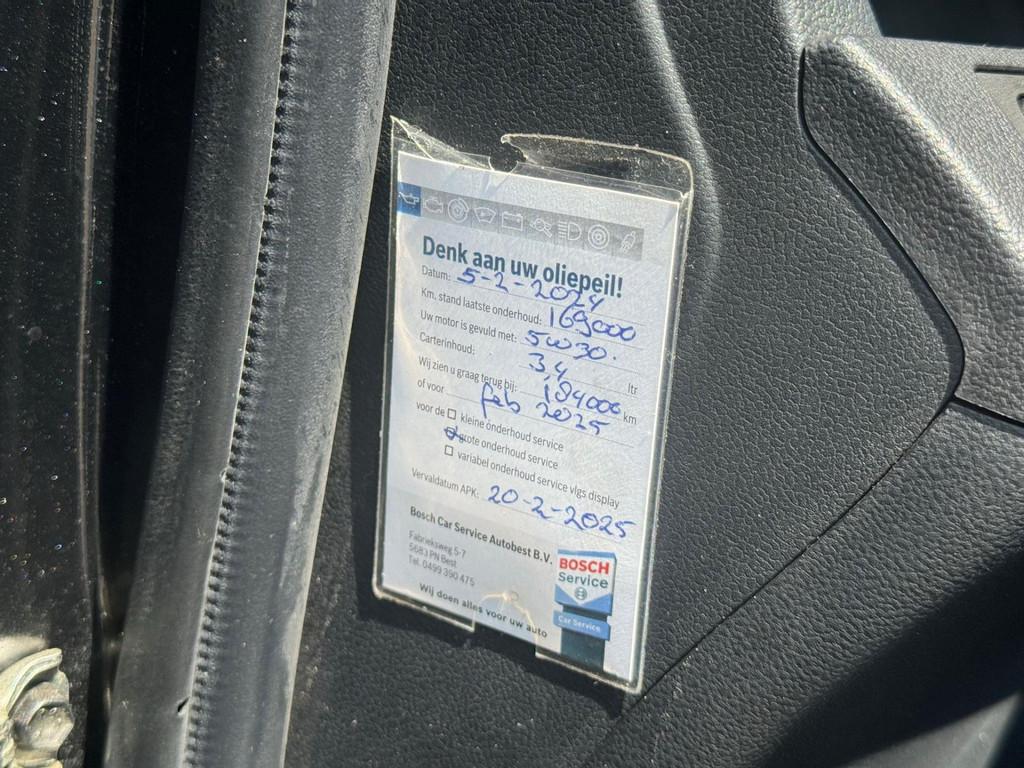 Denk aan uw oliepeil!
Datum: 5-2-2024
Km. stand laatste onderhoud: 169000
Uw motor is gevuld met: 5w30.
Carterinhoud: 3,4 ltr
Wij zien u graag terug bij: 184000 km
of voor feb 2025
voor de kleine onderhoud service
grote onderhoud service
variabel onderhoud service vlgs display
Vervaldatum APK: 20-2-2025
Bosch Car Service Autobest B.V.
Fabrieksweg 5-7
5683 PN Best
Tel. 0499 390 475
Wij doen alles voor uw auto
BOSCH
Service
Car Service